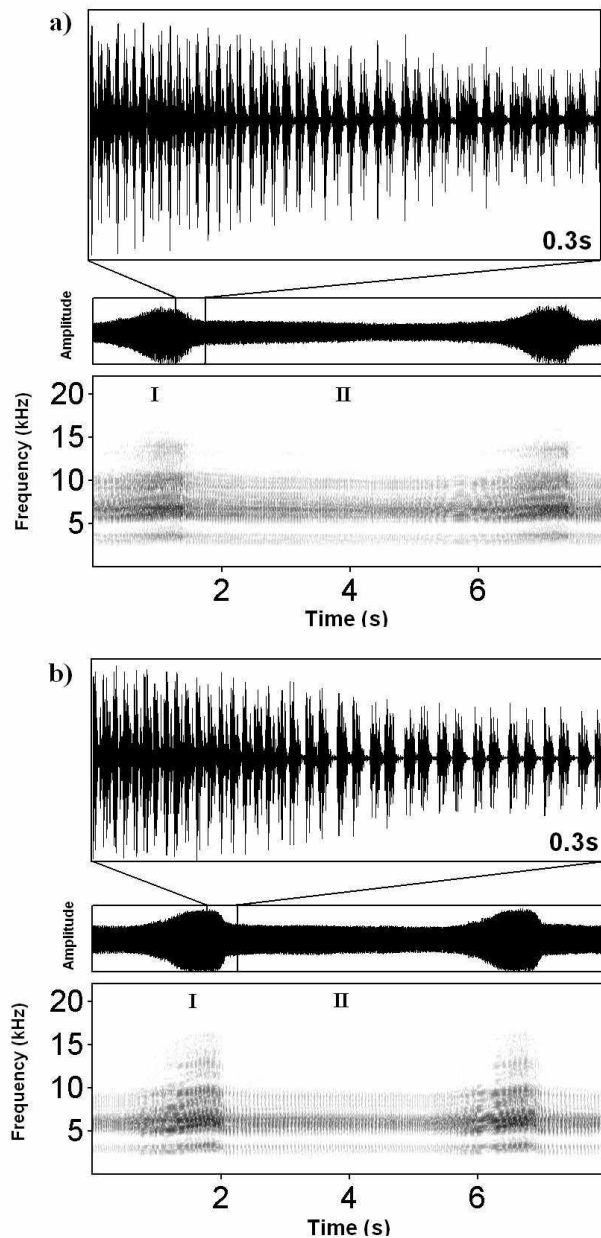 a)
0.3s
Amplitude
Frequency (kHz)
20
15
10
5
I II
2 4 6
Time (s)
b)
0.3s
Amplitude
Frequency (kHz)
20
15
10
5
I II
2 4 6
Time (s)